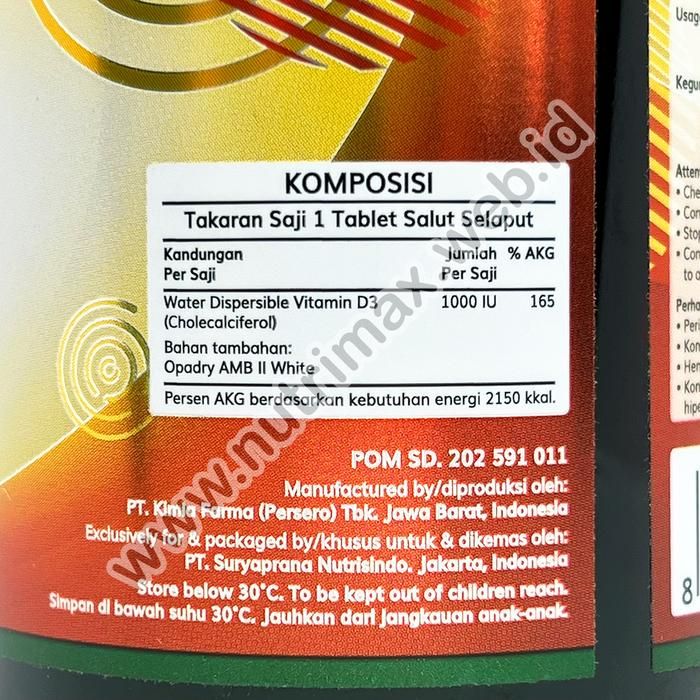 KOMPOSISI
Takaran Saji 1 Tablet Salut Selaput
Kandungan Per Saji
Jumlah Per Saji
% AKG
Water Dispersible Vitamin D3 1000 IU 165
(Cholecalciferol)
Bahan tambahan:
Opadry AMB II White
Persen AKG berdasarkan kebutuhan energi 2150 kkal.
POM SD. 202 591 011
Manufactured by/diproduksi oleh:
PT. Kimia Farma (Persero) Tbk. Jawa Barat, Indonesia
Exclusively for & packaged by/khusus untuk & dikemas oleh:
PT. Suryaprana Nutrisindo. Jakarta, Indonesia
Store below 30°C. To be kept out of children reach.
Simpan di bawah suhu 30°C. Jauhkan dari jangkauan anak-anak.
www.nutrimax.web.id
8